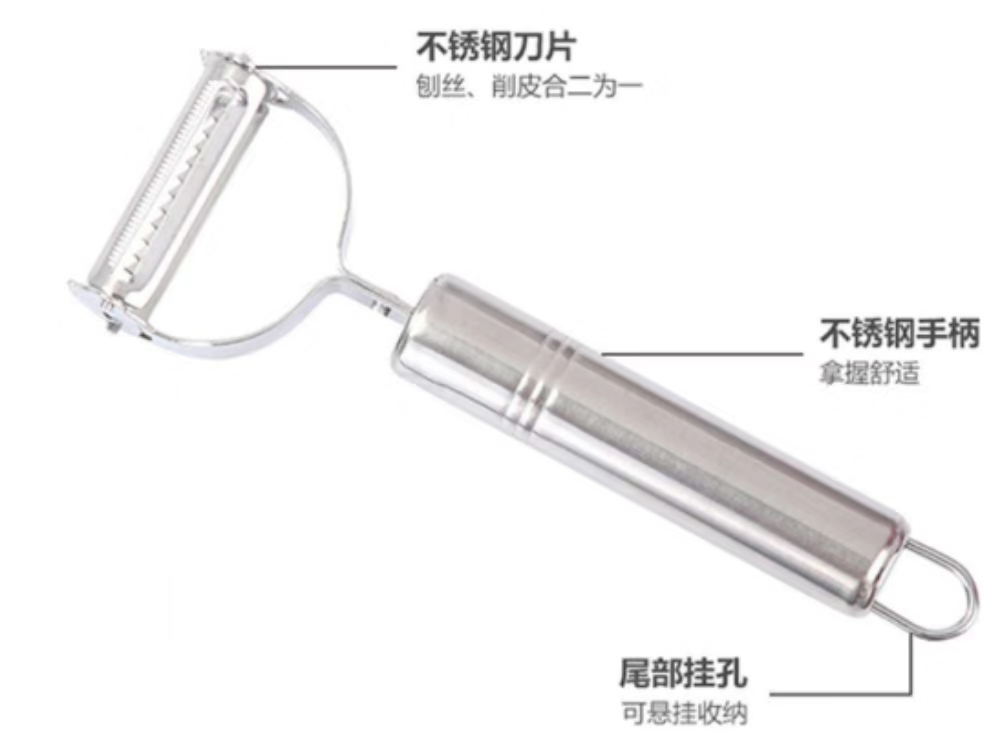 不锈钢刀片
刨丝、削皮合二为一
不锈钢手柄
拿握舒适
尾部挂孔
可悬挂收纳